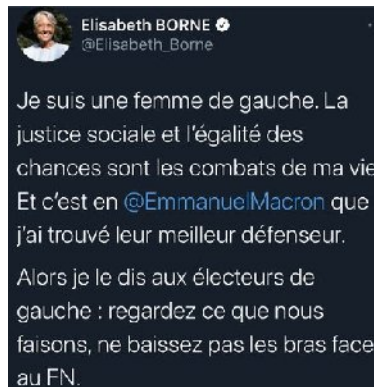 Elisabeth BORNE
@Elisabeth_Borne
Je suis une femme de gauche. La
justice sociale et l'égalité des
chances sont les combats de ma vie
Et c'est en @EmmanuelMacron que
j'ai trouvé leur meilleur défenseur.
Alors je le dis aux électeurs de
gauche : regardez ce que nous
faisons, ne baissez pas les bras face
au FN.